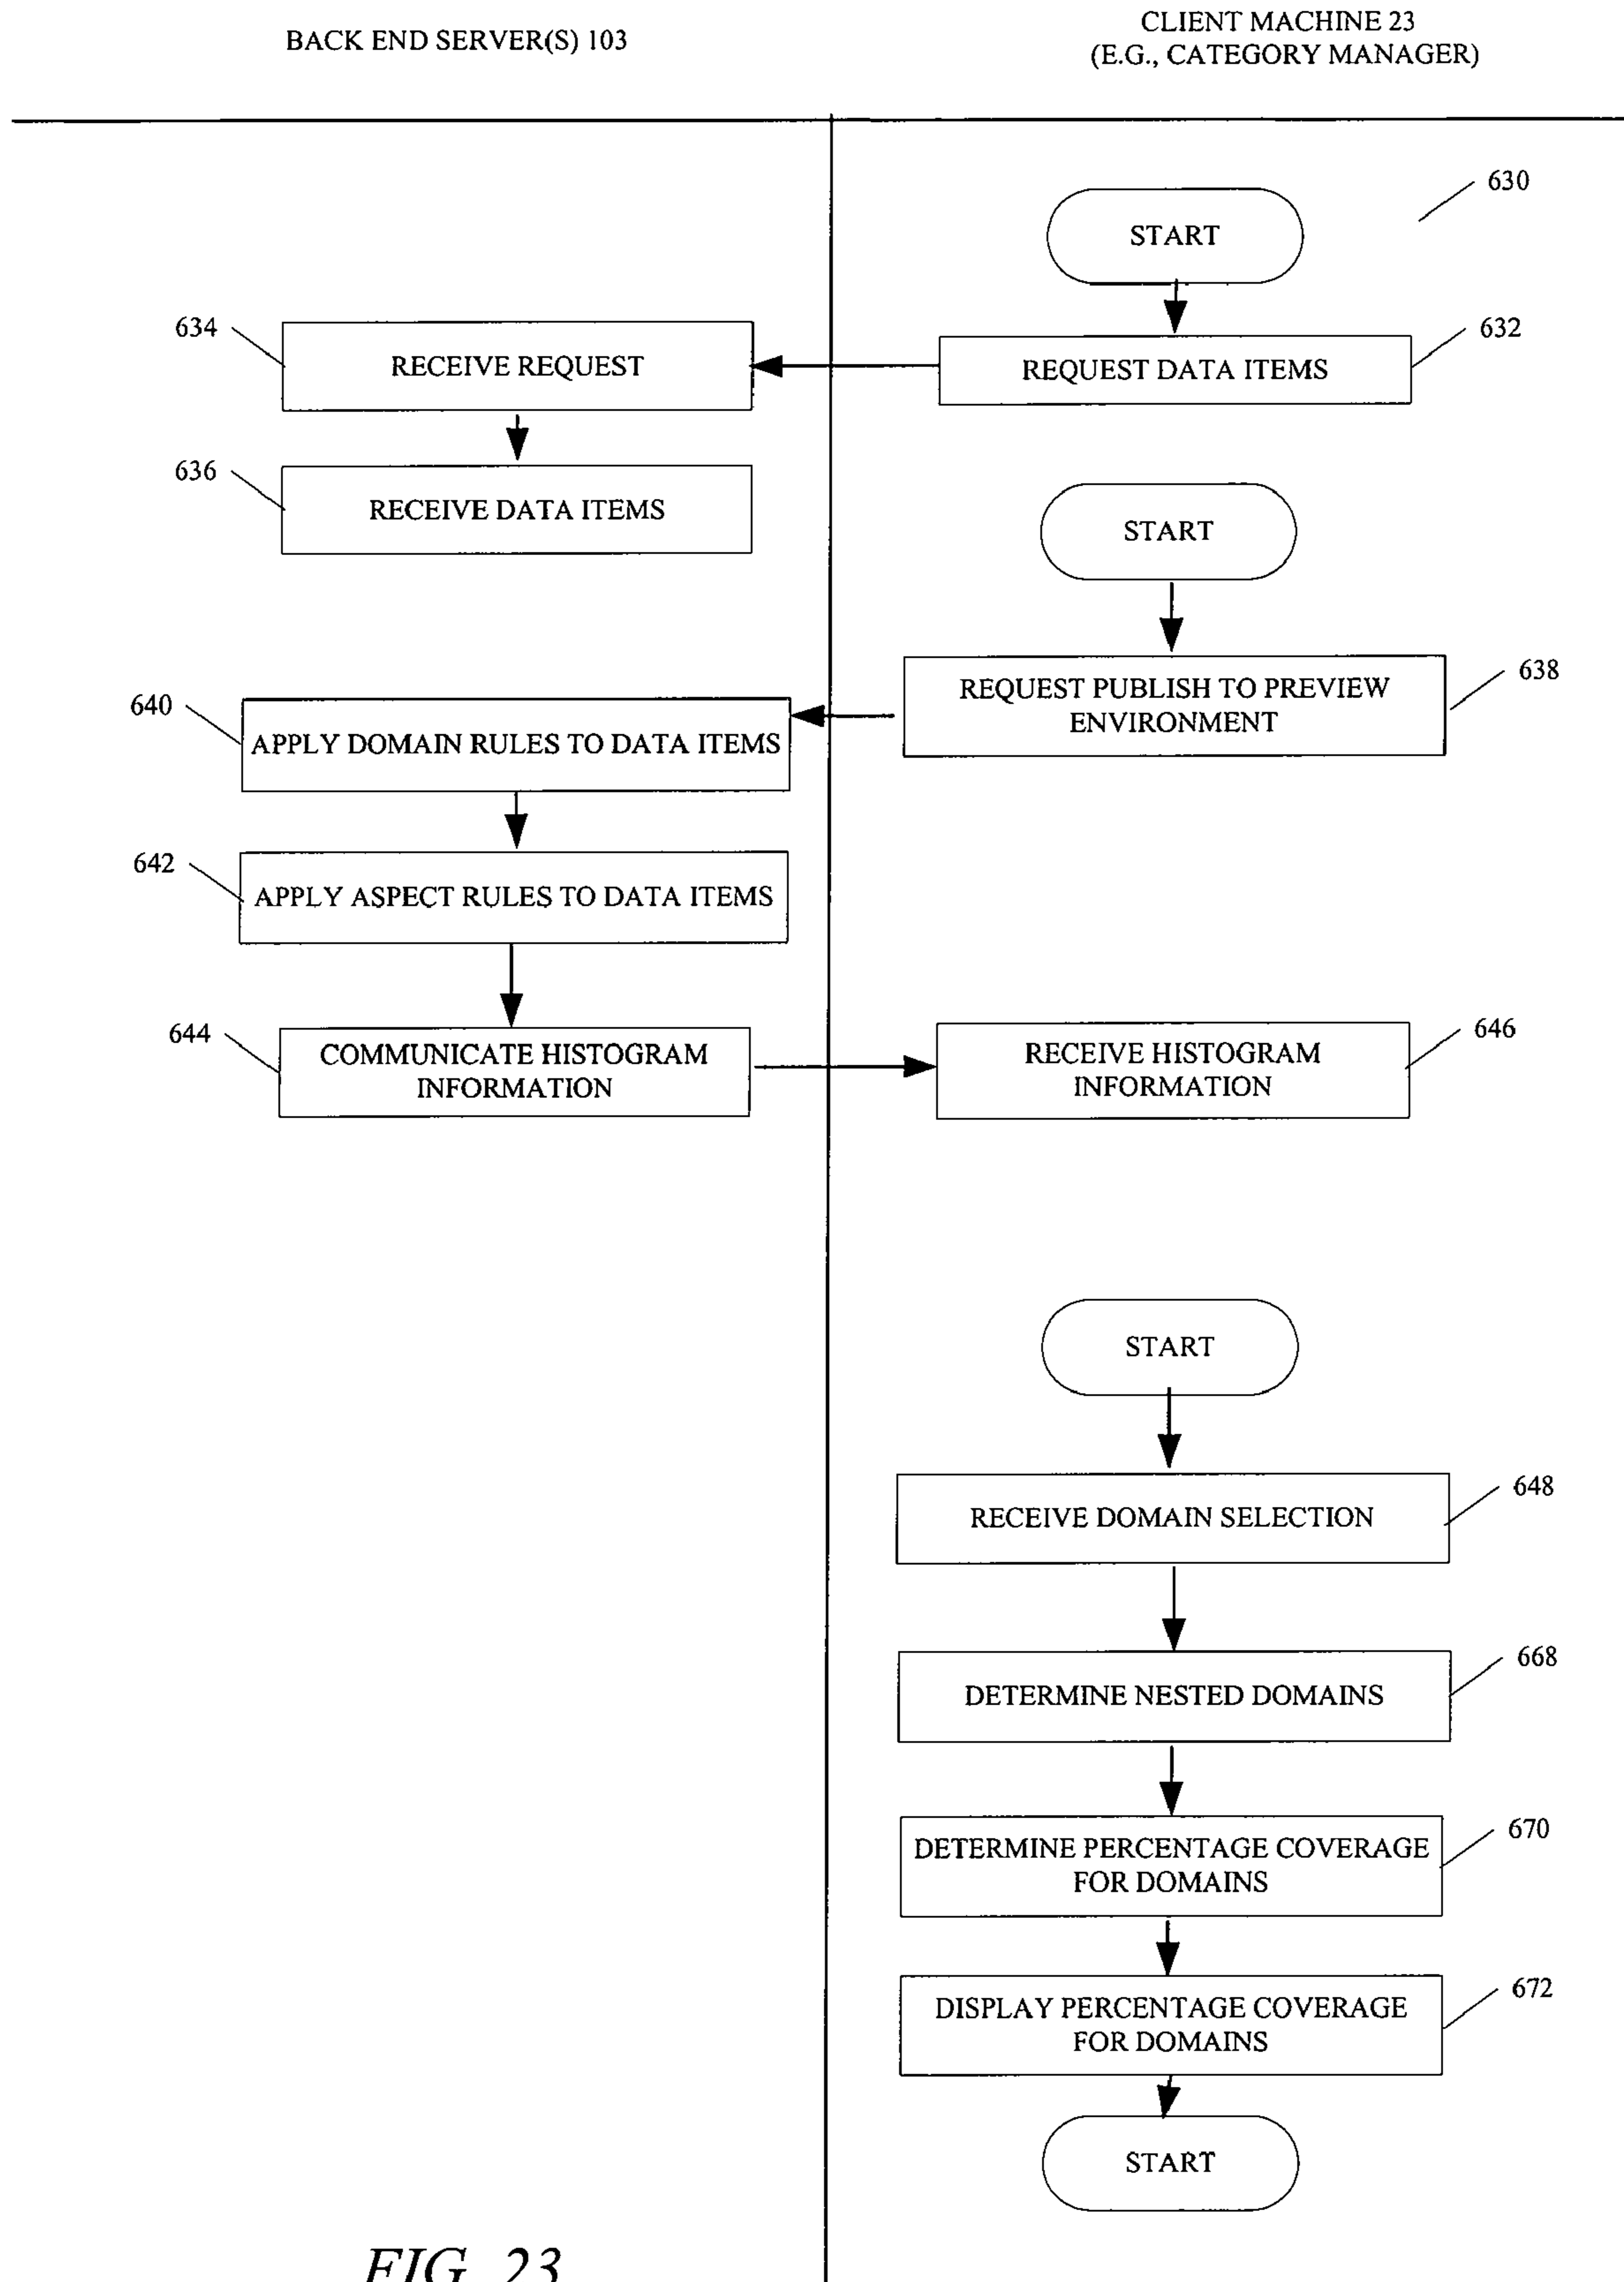 BACK END SERVER(S) 103
CLIENT MACHINE 23
(E.G., CATEGORY MANAGER)
630
START
634
RECEIVE REQUEST
632
REQUEST DATA ITEMS
636
RECEIVE DATA ITEMS
START
638
REQUEST PUBLISH TO PREVIEW
ENVIRONMENT
640
APPLY DOMAIN RULES TO DATA ITEMS
642
APPLY ASPECT RULES TO DATA ITEMS
644
COMMUNICATE HISTOGRAM
INFORMATION
646
RECEIVE HISTOGRAM
INFORMATION
START
648
RECEIVE DOMAIN SELECTION
668
DETERMINE NESTED DOMAINS
670
DETERMINE PERCENTAGE COVERAGE
FOR DOMAINS
672
DISPLAY PERCENTAGE COVERAGE
FOR DOMAINS
START
FIG. 23